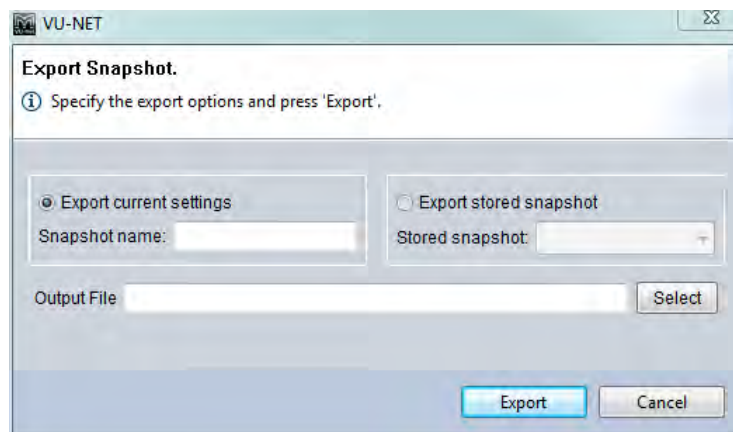 VU-NET
Export Snapshot.
Specify the export options and press 'Export'.
Export current settings
Snapshot name:
Export stored snapshot
Stored snapshot:
Output File
Select
Export
Cancel